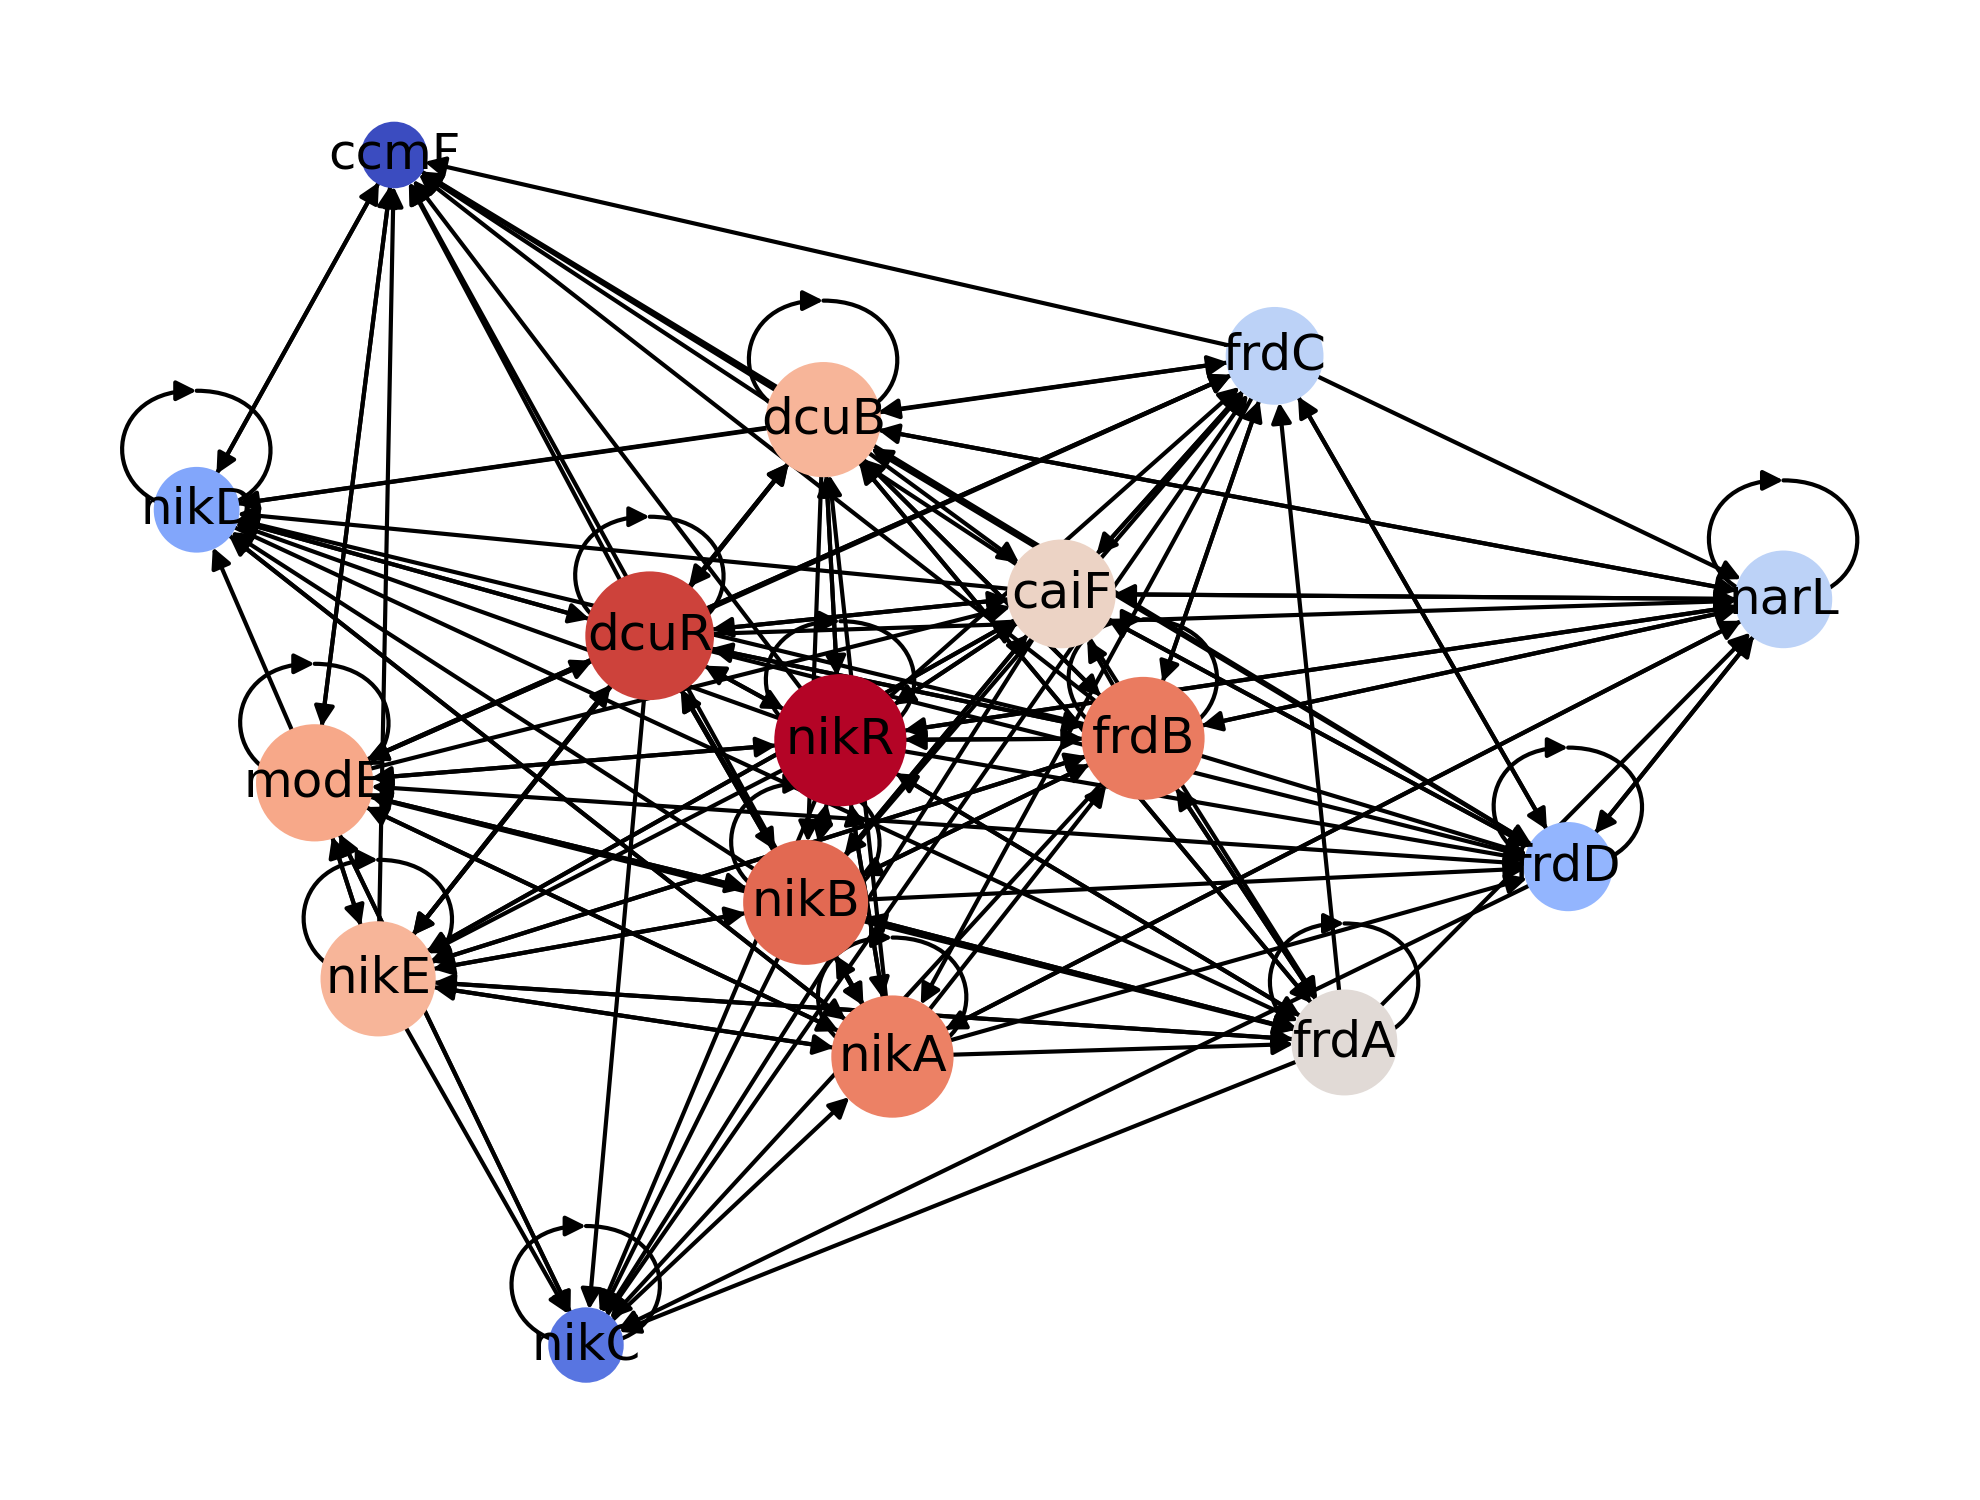 ccmF
frdC
dcuB
nikD
caiF
narL
dcuR
nikR
frdB
modE
frdD
nikB
nikE
frdA
nikA
nikC